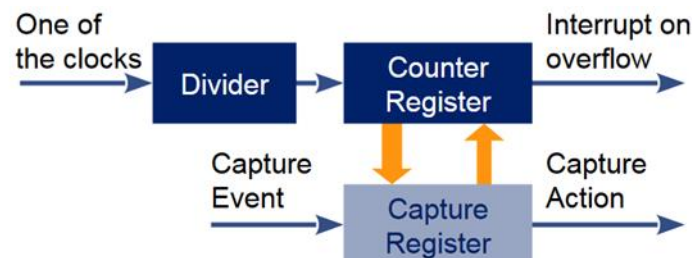 One of
the clocks
Divider
Counter
Register
Interrupt on
overflow
Capture
Event
Capture
Register
Capture
Action